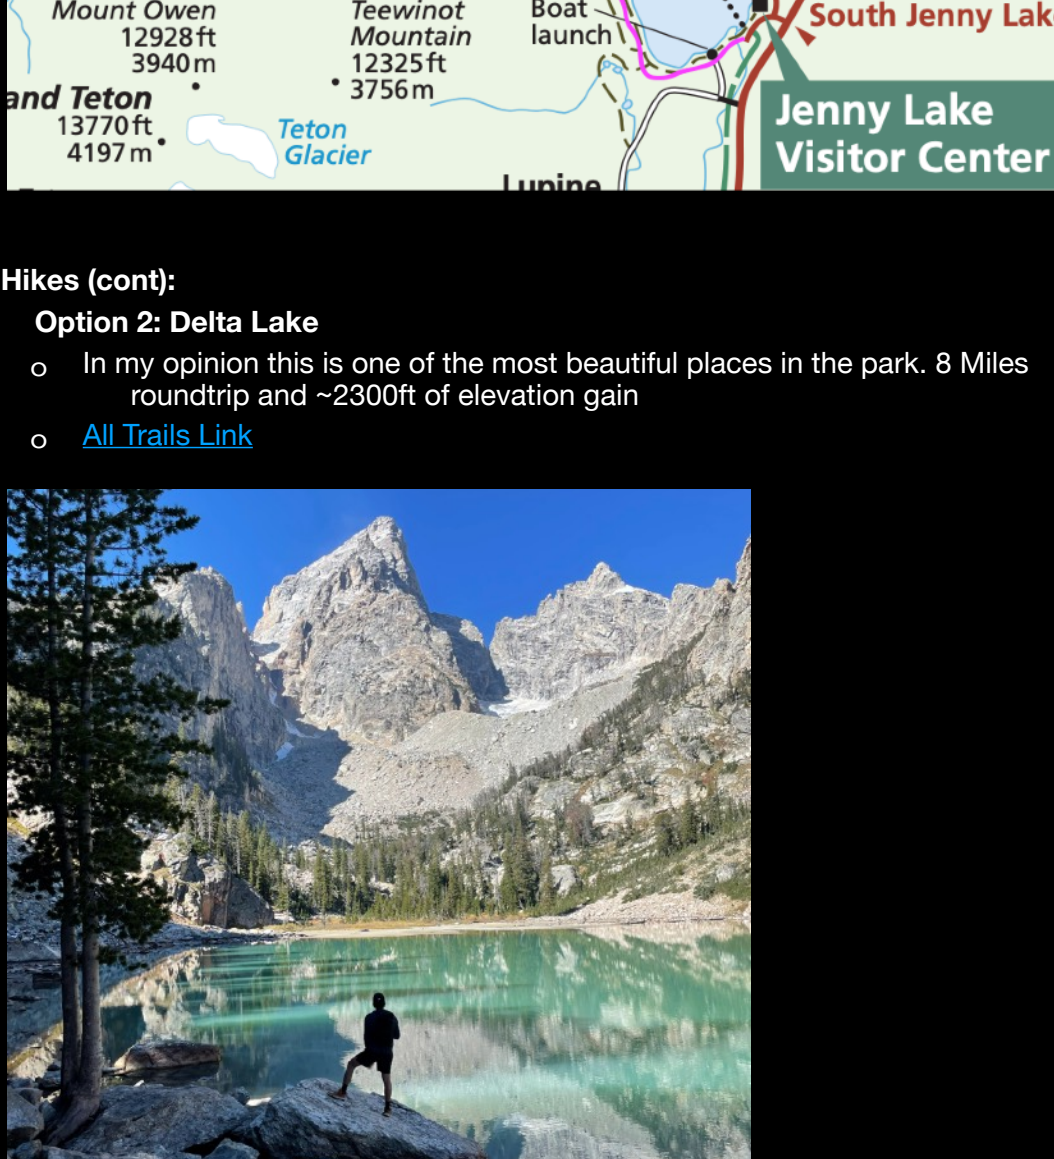 Mount Owen
12928 ft
3940 m
Teewinot
Mountain
12325 ft
3756 m
Boat
launch
South Jenny Lak
and Teton
13770 ft
4197 m
Teton
Glacier
Jenny Lake
Visitor Center
Lupine
Hikes (cont):
Option 2: Delta Lake
o In my opinion this is one of the most beautiful places in the park. 8 Miles
roundtrip and ~2300ft of elevation gain
o All Trails Link